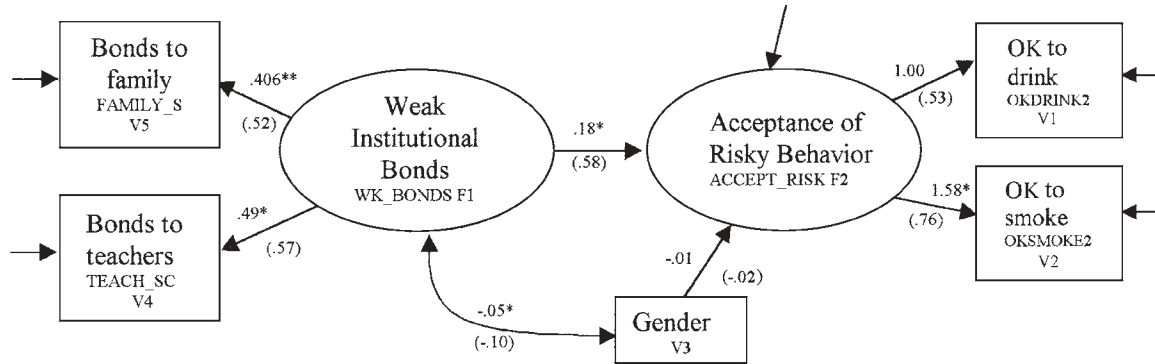 Bonds to
family
FAMILY_S
V5
.406**
(.52)
Bonds to
teachers
TEACH_SC
V4
.49*
(.57)
Weak
Institutional
Bonds
WK_BONDS F1
.18*
(.58)
-.05*
(-.10)
Gender
V3
-.01
(-.02)
Acceptance of
Risky Behavior
ACCEPT_RISK F2
1.00
(.53)
OK to
drink
OKDRINK2
V1
1.58*
(.76)
OK to
smoke
OKSMOKE2
V2